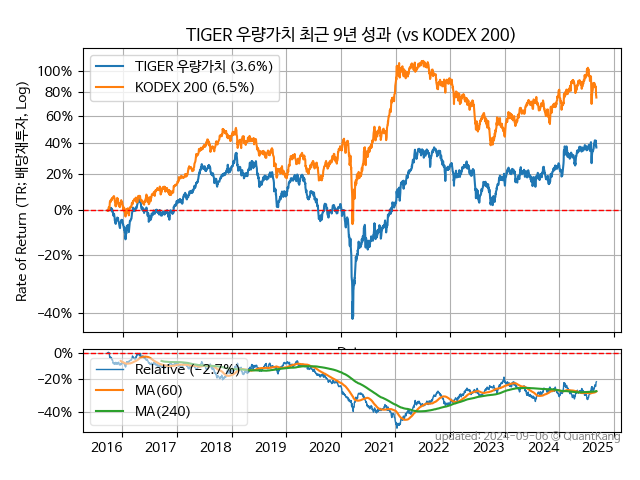 TIGER 우량가치 최근 9년 성과 (vs KODEX 200)
Rate of Return (TR: 배당재투자, Log)
100%
80%
60%
40%
20%
0%
−20%
−40%
TIGER 우량가치 (3.6%)
KODEX 200 (6.5%)
0%
−20%
−40%
Relative (−2.7%)
MA(60)
MA(240)
2016 2017 2018 2019 2020 2021 2022 2023 2024 2025
updated: 2024-09-06 © QuantKang